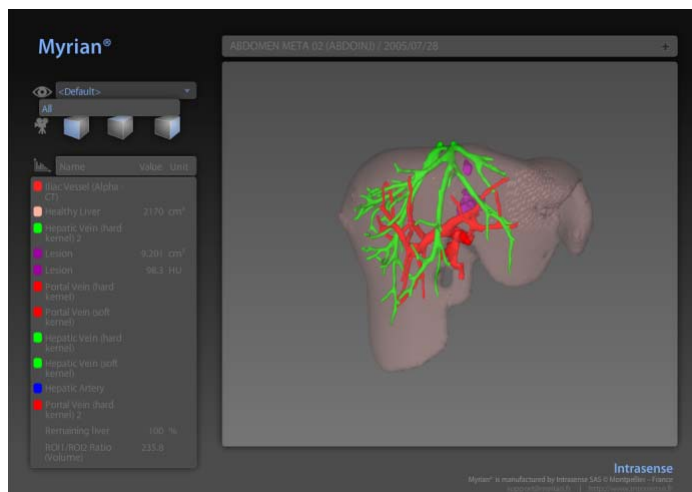 Myrian®
ABDOMEN META 02 (ABDOINJ) / 2005/07/28 +
<Default>
All
Name Value Unit
Iliac Vessel (Alpha - CT)
Healthy Liver 2170 cm³
Hepatic Vein (hard kernel) 2
Lesion 9.201 cm³
Lesion 98.3 HU
Portal Vein (hard kernel)
Portal Vein (soft kernel)
Hepatic Vein (hard kernel)
Hepatic Vein (soft kernel)
Hepatic Artery
Portal Vein (hard kernel) 2
Remaining liver 100 %
ROI1/ROI2 Ratio (Volume) 235.8
Intrasense
Myrian® is manufactured by Intrasense SAS © Montpellier – France